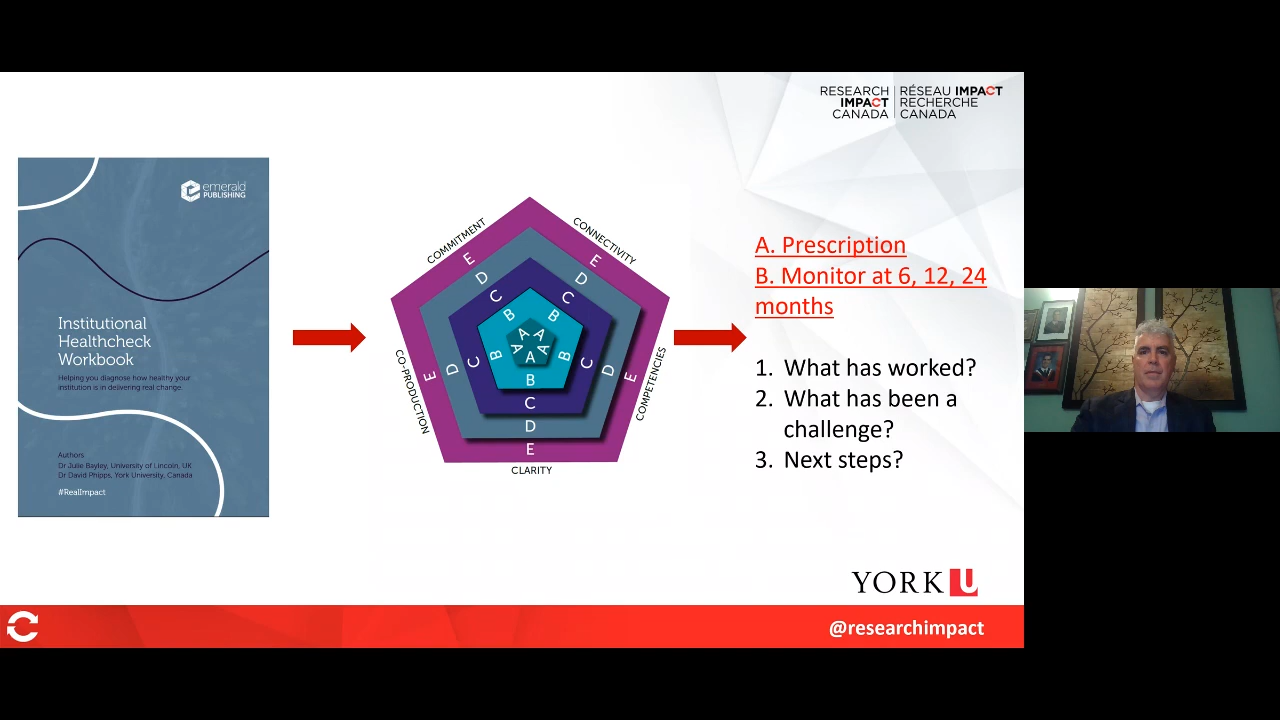 RESEARCH
IMPACT
CANADA
RÉSEAU IMPACT
RECHERCHE
CANADA
emerald
PUBLISHING
Institutional
Healthcheck
Workbook
Helping you diagnose how healthy your
institution is in delivering real change.
Authors
Dr Julie Bayley, University of Lincoln, UK
Dr David Phipps, York University, Canada
#RealImpact
COMMITMENT
CONNECTIVITY
CO-PRODUCTION
COMPETENCIES
CLARITY
E
D
C
B
A
E
D
C
B
A
E
D
C
B
A
E
D
C
B
A
A
B
C
D
E
A. Prescription
B. Monitor at 6, 12, 24
months
1. What has worked?
2. What has been a
challenge?
3. Next steps?
YORK U
@researchimpact